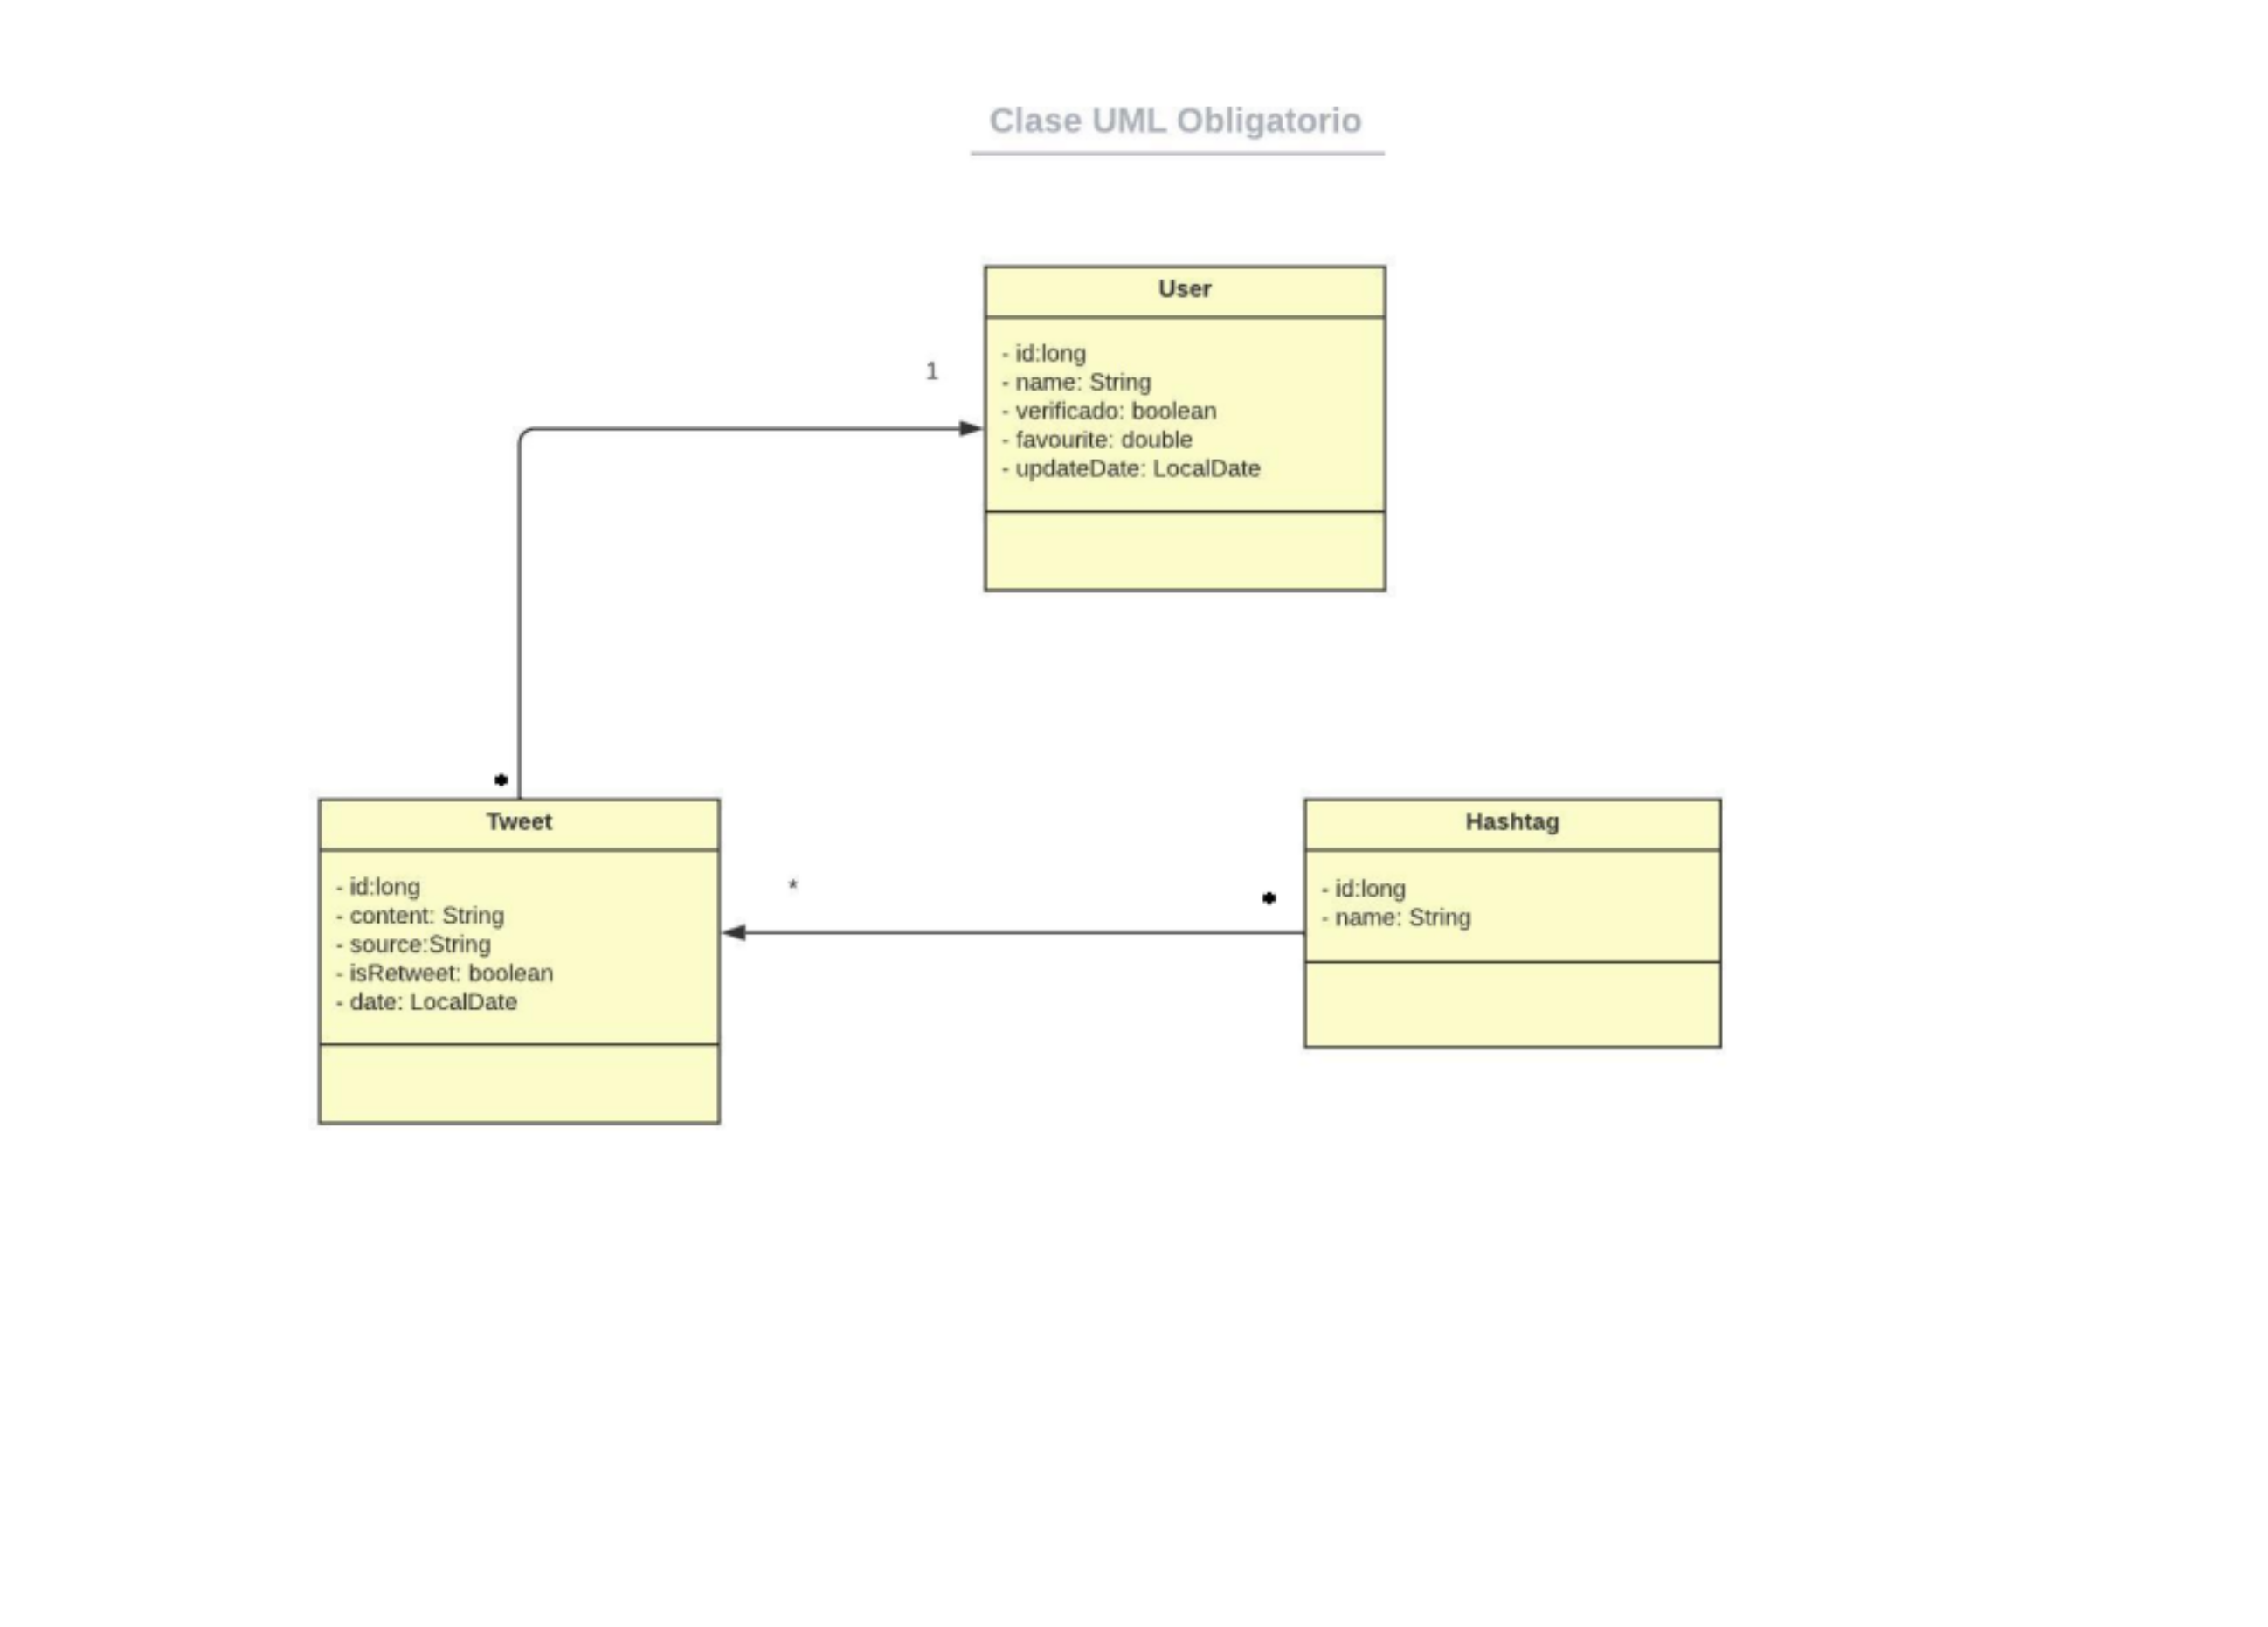 Clase UML Obligatorio
User
- id:long
- name: String
- verificado: boolean
- favourite: double
- updateDate: LocalDate
1
*
Tweet
- id:long
- content: String
- source:String
- isRetweet: boolean
- date: LocalDate
*
*
Hashtag
- id:long
- name: String